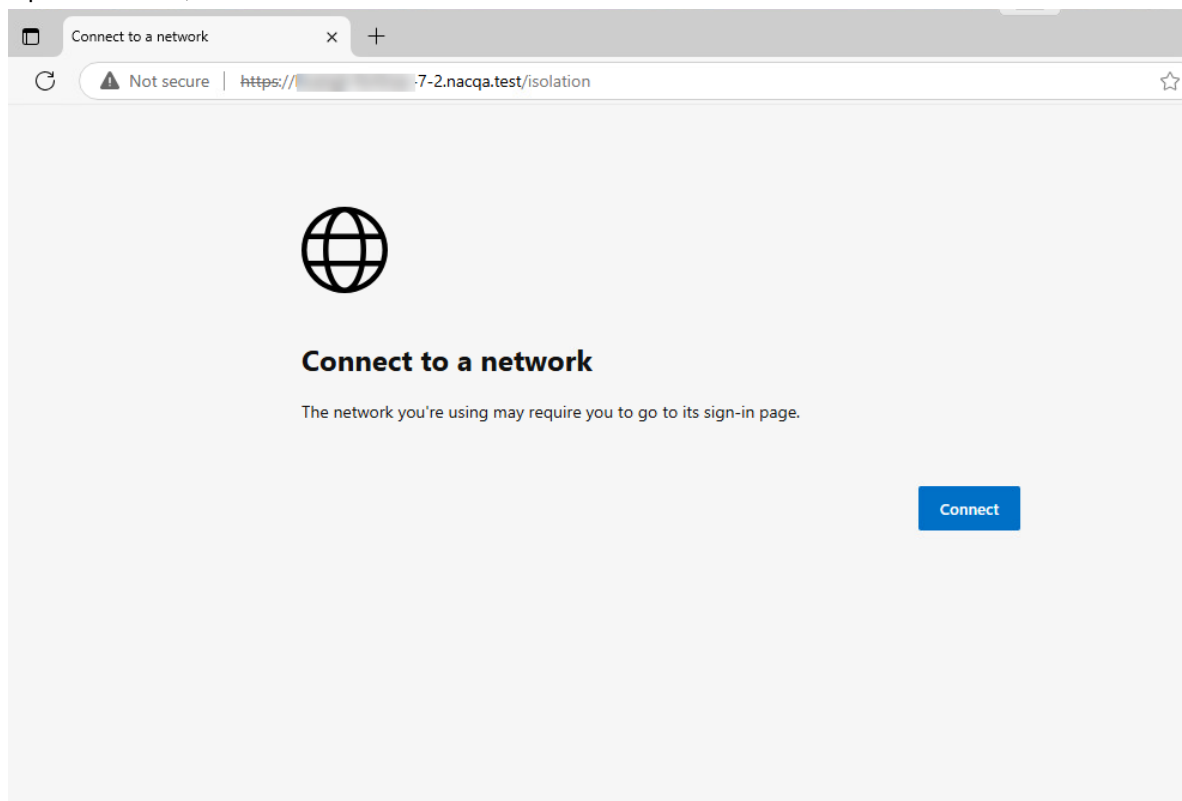 Connect to a network
Not secure https:// -7-2.nacqa.test/isolation
Connect to a network
The network you're using may require you to go to its sign-in page.
Connect